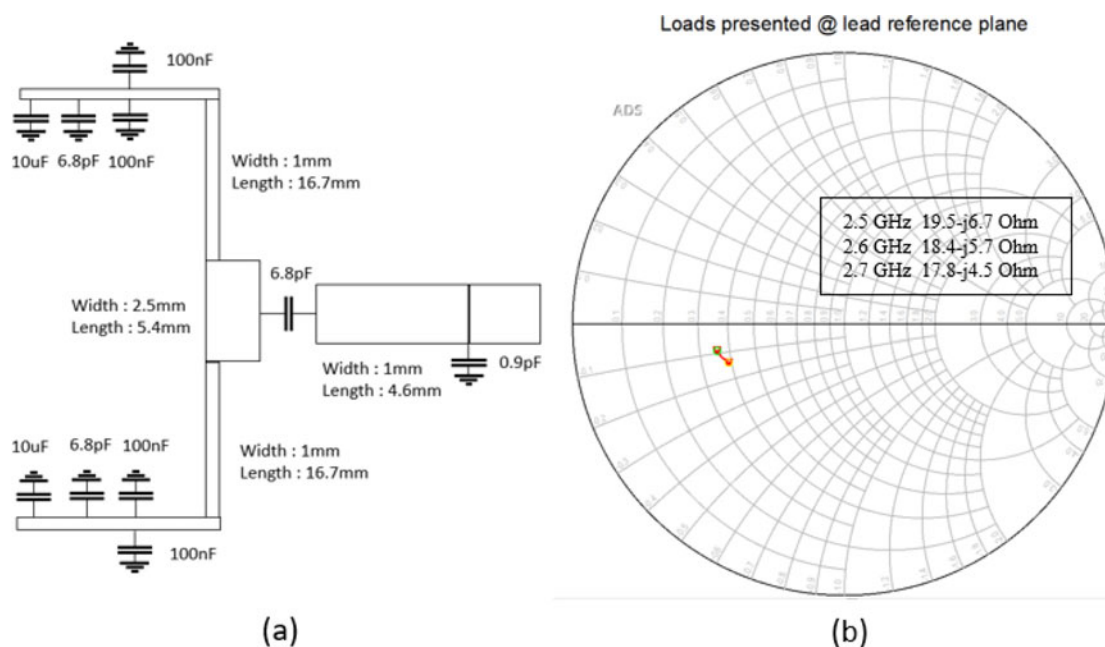 100nF
10uF
6.8pF
100nF
Width : 1mm
Length : 16.7mm
6.8pF
Width : 2.5mm
Length : 5.4mm
0.9pF
Width : 1mm
Length : 4.6mm
10uF
6.8pF
100nF
Width : 1mm
Length : 16.7mm
100nF
(a)
Loads presented @ lead reference plane
ADS
2.5 GHz 19.5-j6.7 Ohm
2.6 GHz 18.4-j5.7 Ohm
2.7 GHz 17.8-j4.5 Ohm
(b)